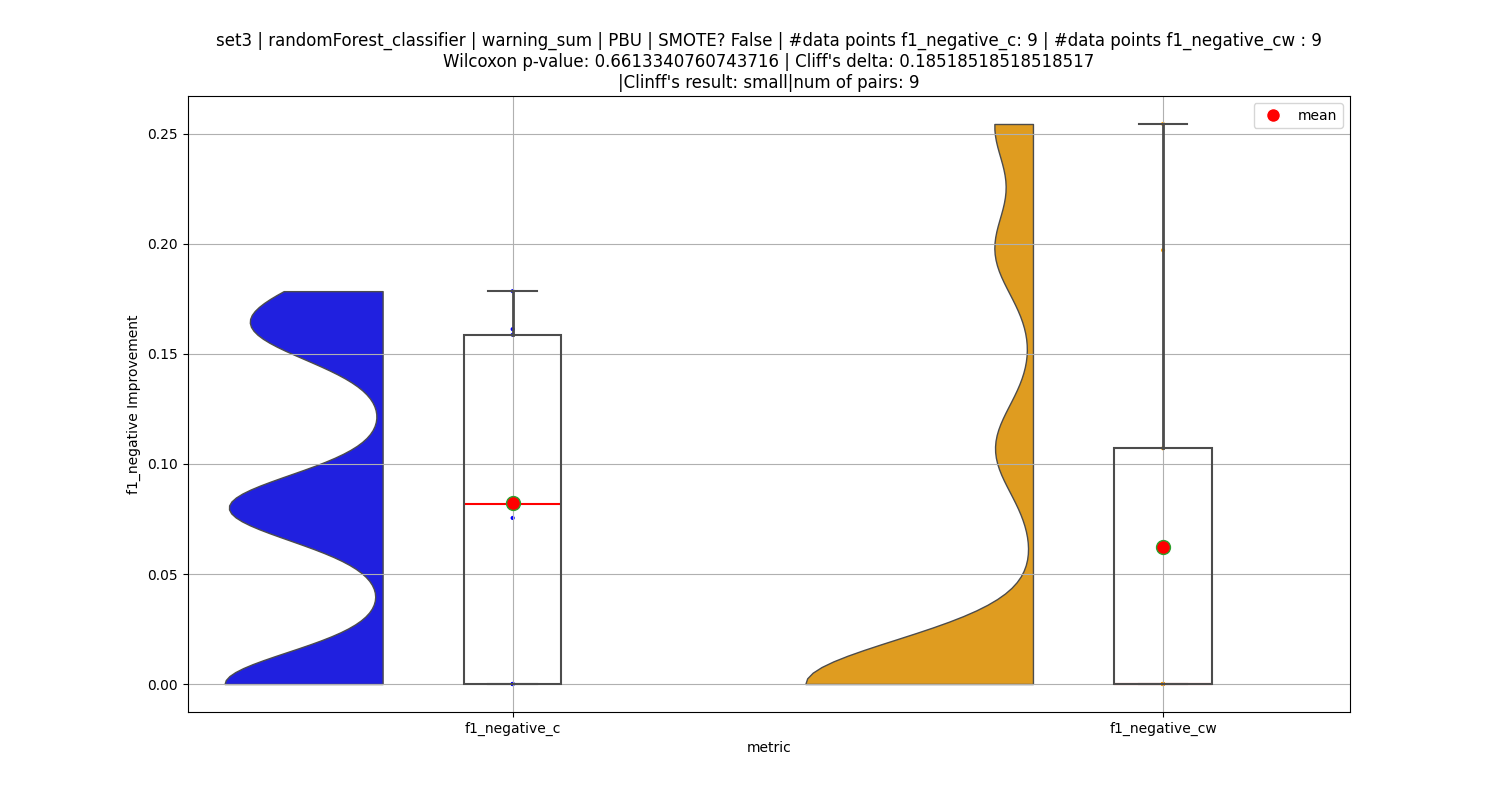 set3 | randomForest_classifier | warning_sum | PBU | SMOTE? False | #data points f1_negative_c: 9 | #data points f1_negative_cw : 9
Wilcoxon p-value: 0.6613340760743716 | Cliff's delta: 0.18518518518518517
|Clinff's result: small|num of pairs: 9
mean
0.25
0.20
0.15
0.10
0.05
0.00
f1_negative Improvement
f1_negative_c
f1_negative_cw
metric